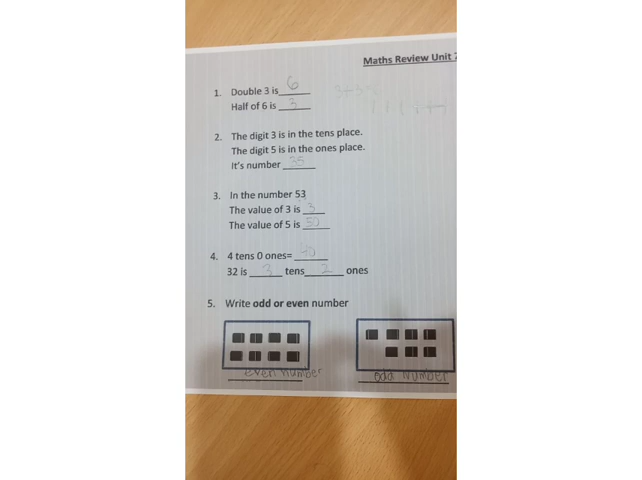 Maths Review Unit 7
1. Double 3 is 6
Half of 6 is 3
2. The digit 3 is in the tens place.
The digit 5 is in the ones place.
It's number 35
3. In the number 53
The value of 3 is 3
The value of 5 is 50
4. 4 tens 0 ones= 40
32 is 3 tens 2 ones
5. Write odd or even number
even number odd number